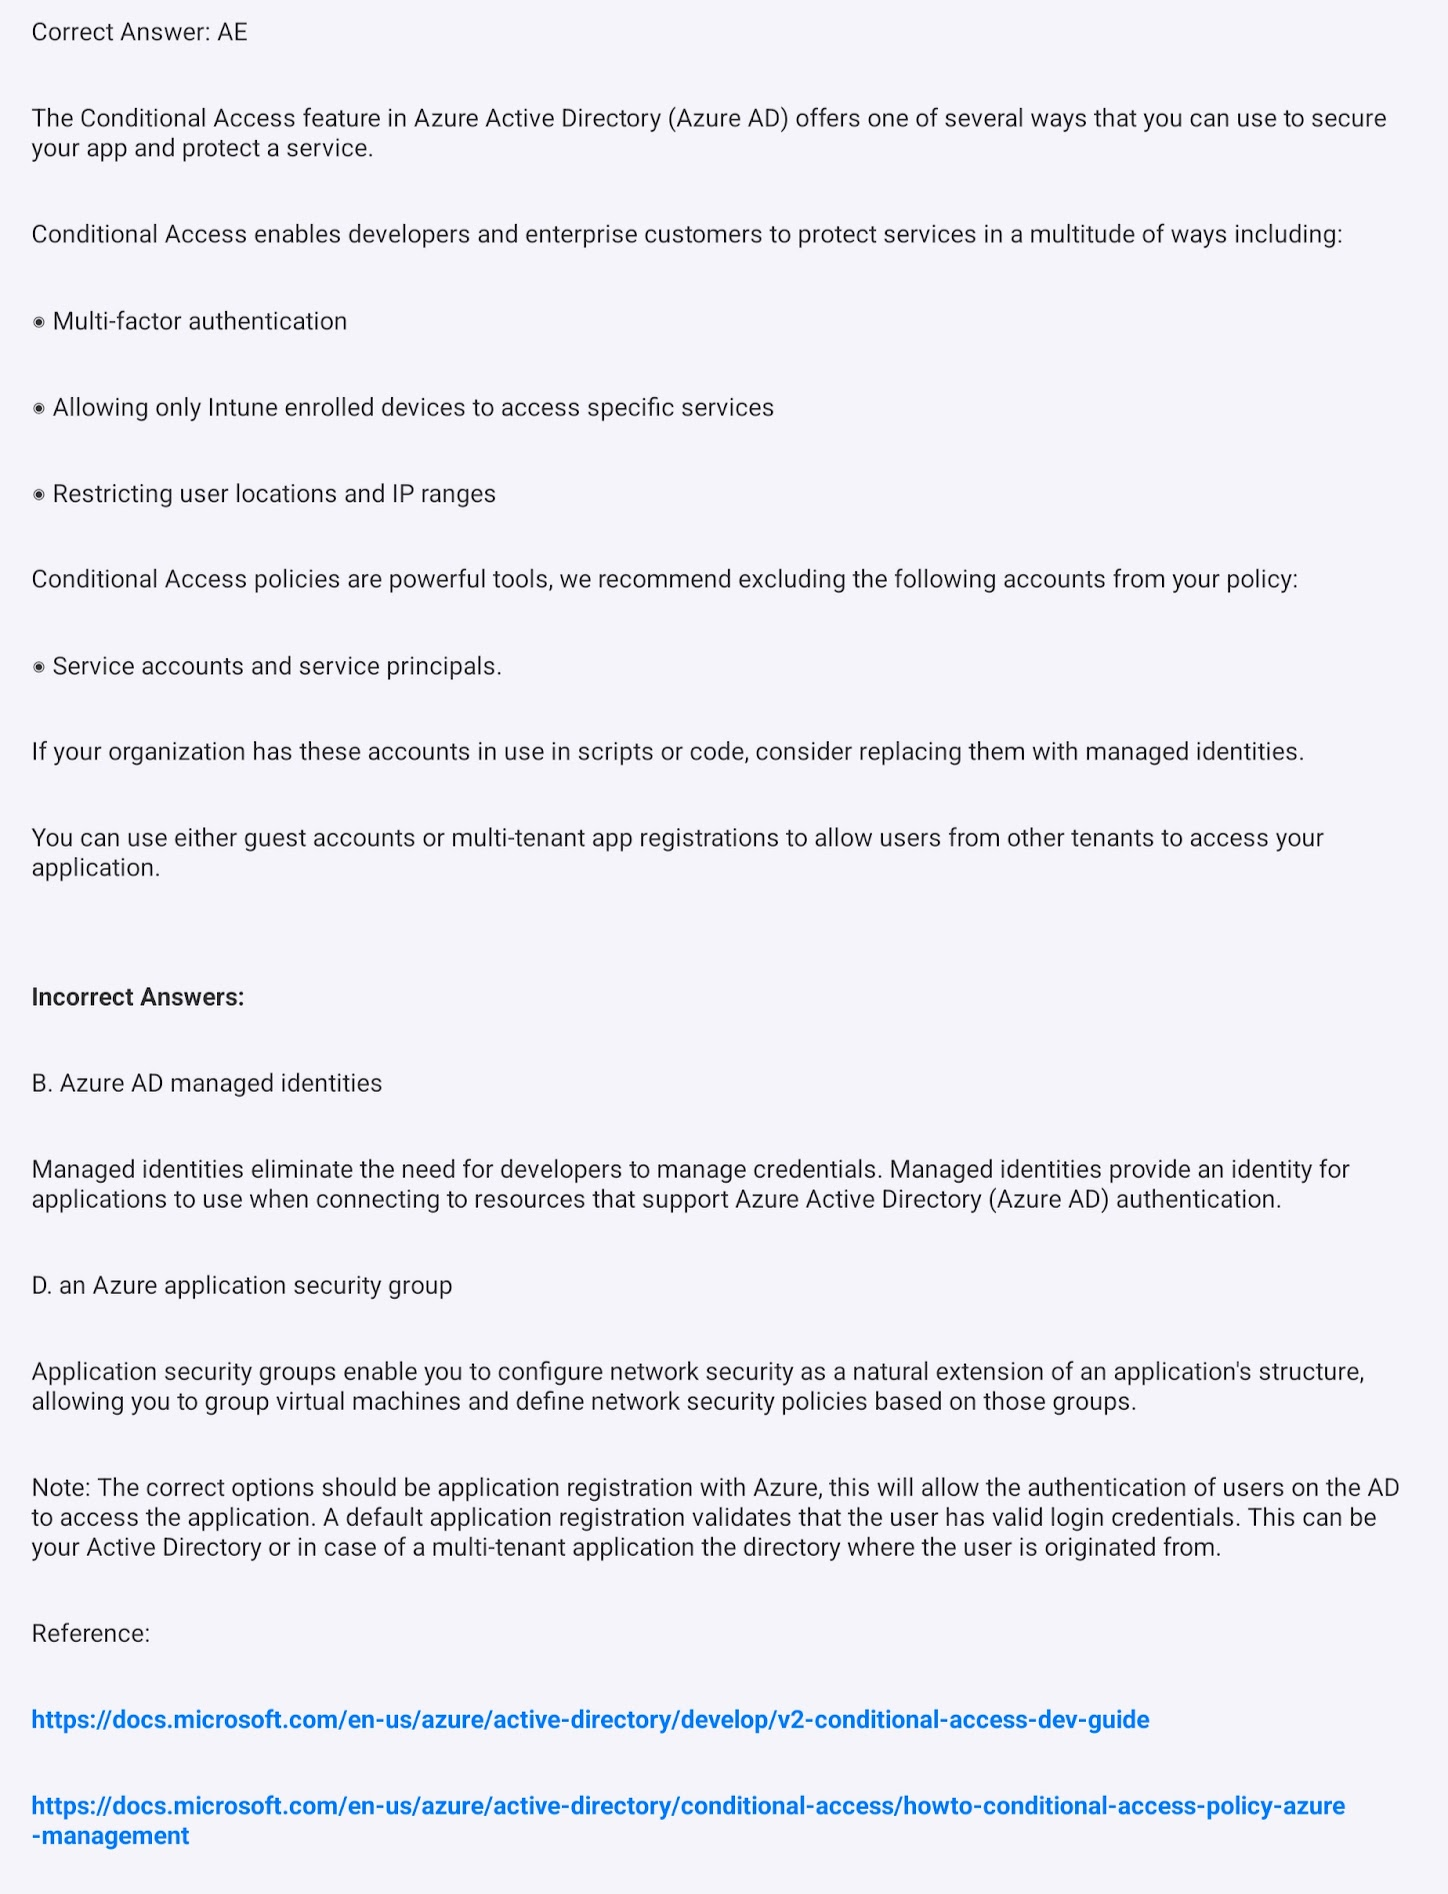 Correct Answer: AE
The Conditional Access feature in Azure Active Directory (Azure AD) offers one of several ways that you can use to secure
your app and protect a service.
Conditional Access enables developers and enterprise customers to protect services in a multitude of ways including:
◉ Multi-factor authentication
◉ Allowing only Intune enrolled devices to access specific services
◉ Restricting user locations and IP ranges
Conditional Access policies are powerful tools, we recommend excluding the following accounts from your policy:
◉ Service accounts and service principals.
If your organization has these accounts in use in scripts or code, consider replacing them with managed identities.
You can use either guest accounts or multi-tenant app registrations to allow users from other tenants to access your
application.
Incorrect Answers:
B. Azure AD managed identities
Managed identities eliminate the need for developers to manage credentials. Managed identities provide an identity for
applications to use when connecting to resources that support Azure Active Directory (Azure AD) authentication.
D. an Azure application security group
Application security groups enable you to configure network security as a natural extension of an application's structure,
allowing you to group virtual machines and define network security policies based on those groups.
Note: The correct options should be application registration with Azure, this will allow the authentication of users on the AD
to access the application. A default application registration validates that the user has valid login credentials. This can be
your Active Directory or in case of a multi-tenant application the directory where the user is originated from.
Reference:
https://docs.microsoft.com/en-us/azure/active-directory/develop/v2-conditional-access-dev-guide
https://docs.microsoft.com/en-us/azure/active-directory/conditional-access/howto-conditional-access-policy-azure
-management